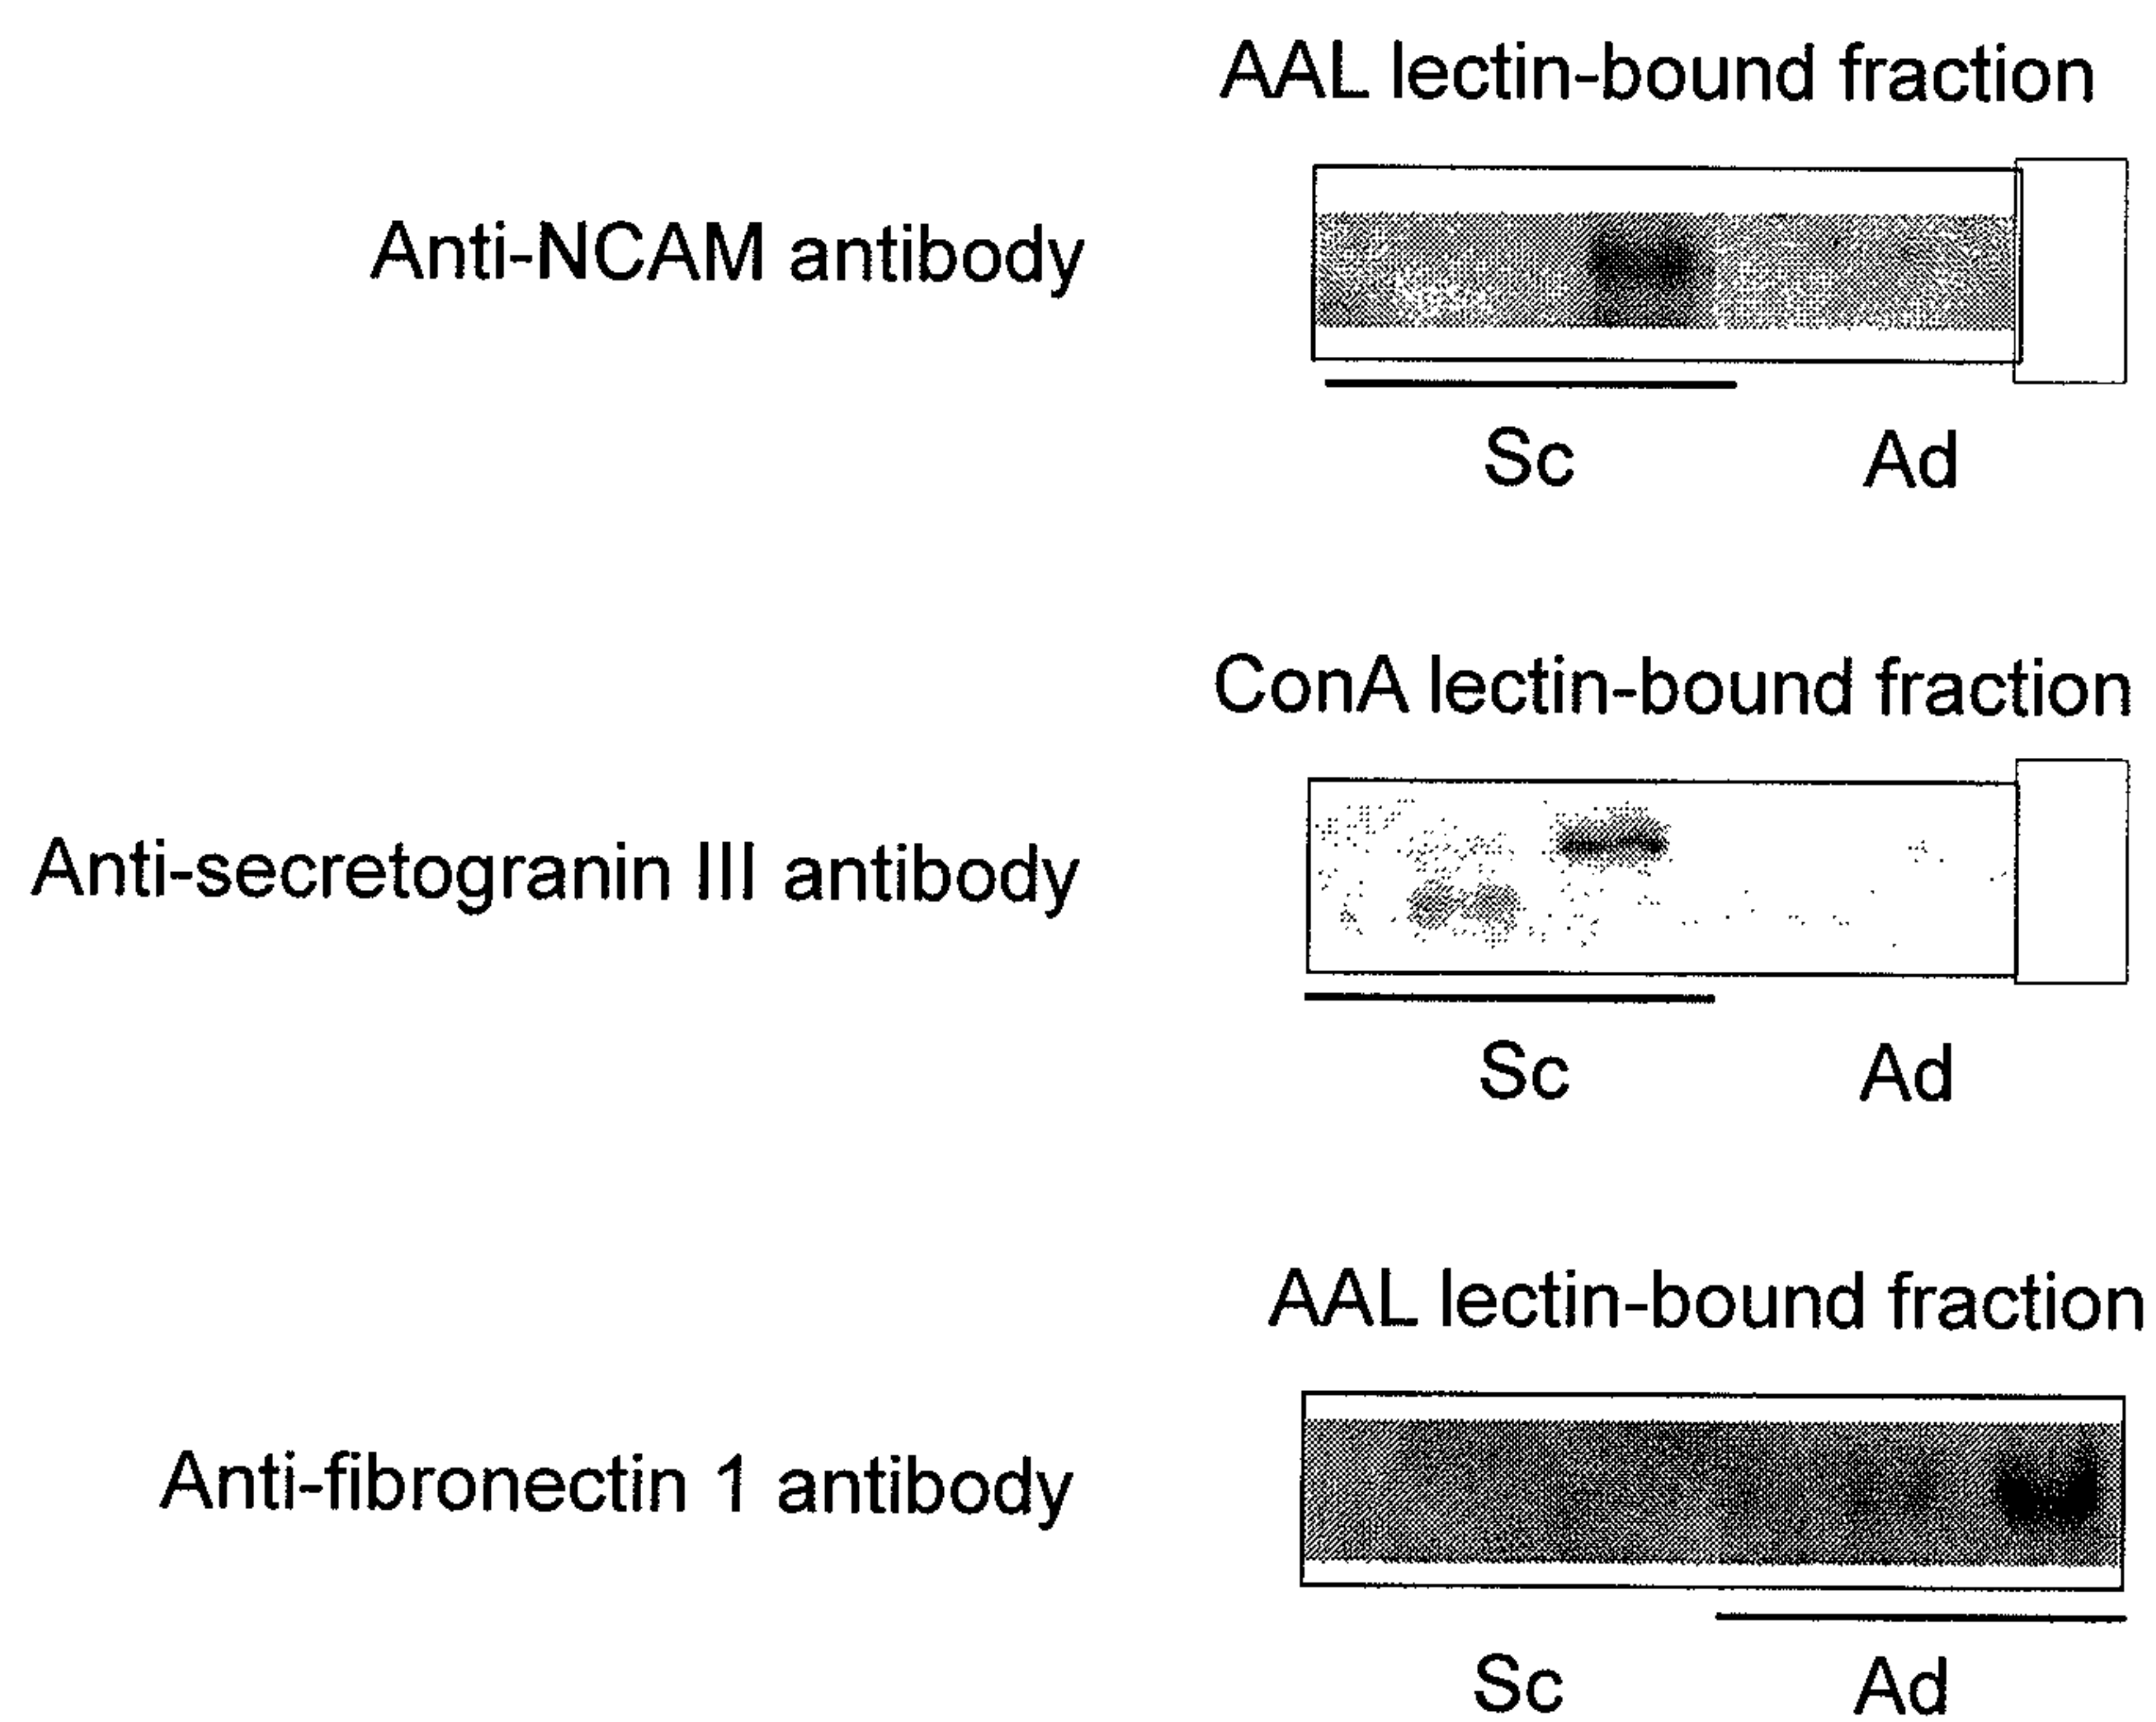 AAL lectin-bound fraction
Anti-NCAM antibody
Sc Ad
ConA lectin-bound fraction
Anti-secretogranin III antibody
Sc Ad
AAL lectin-bound fraction
Anti-fibronectin 1 antibody
Sc Ad